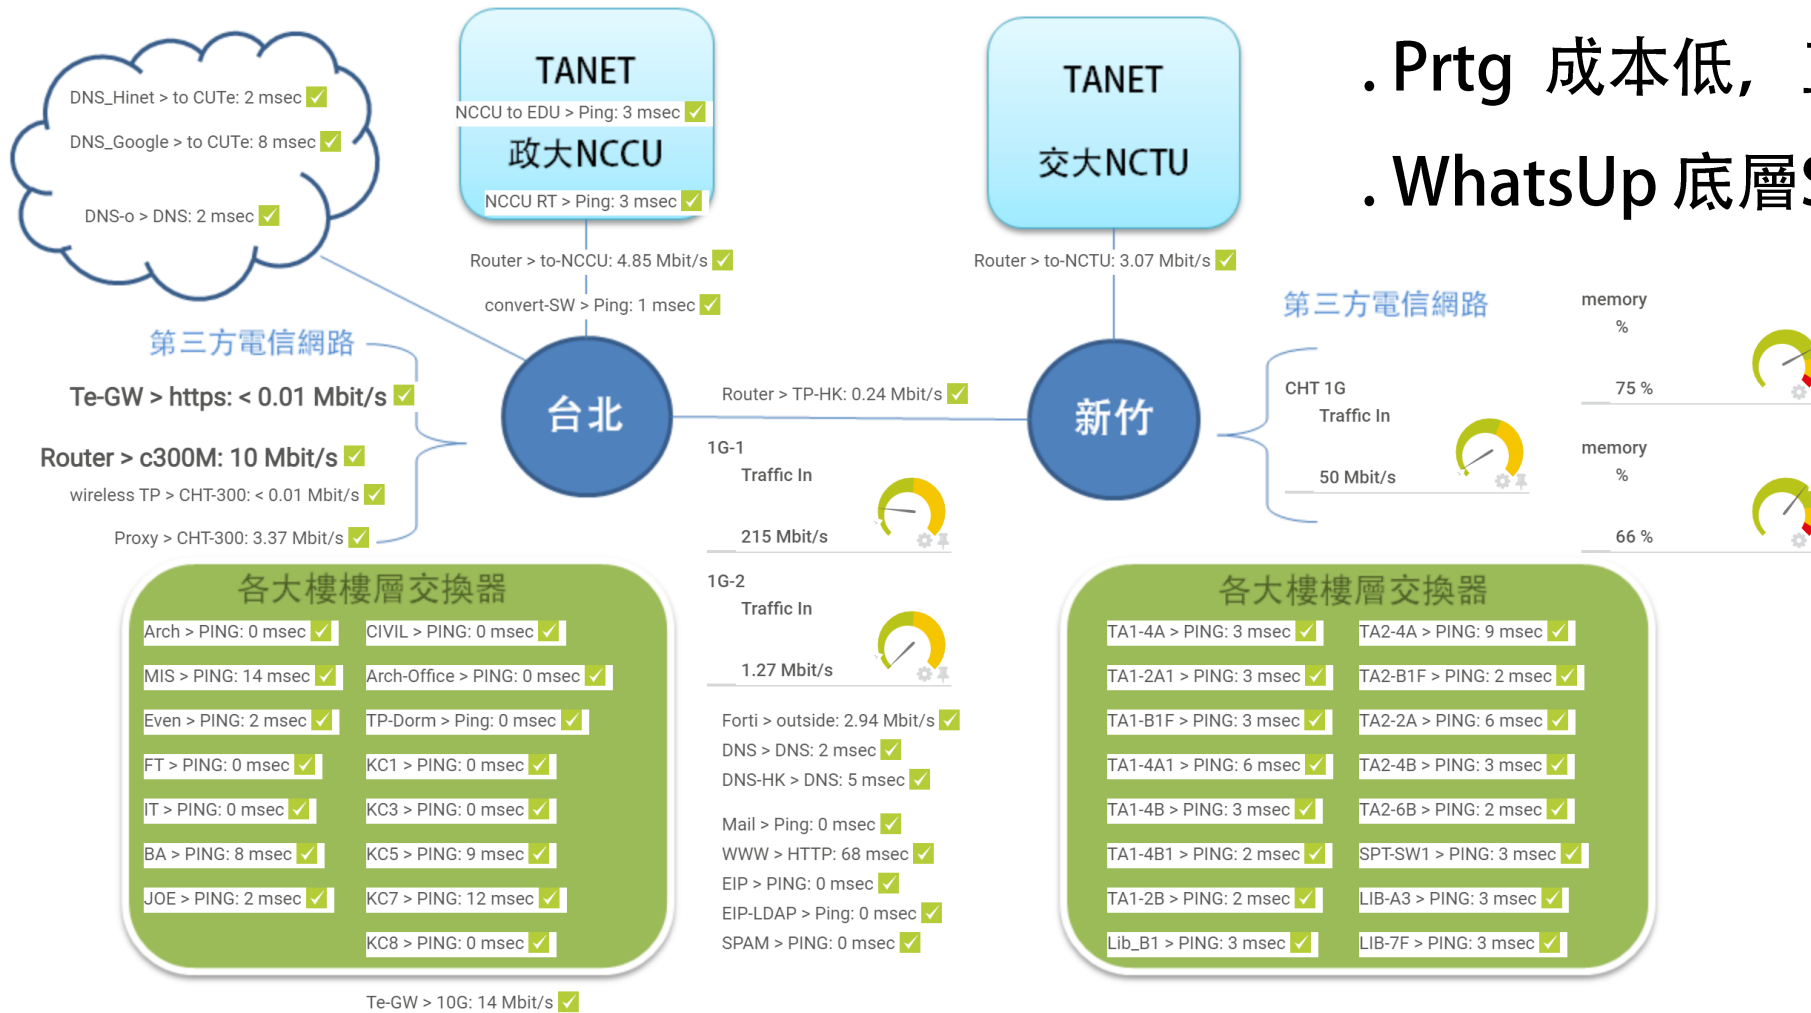 DNS_Hinet > to CUTe: 2 msec
DNS_Google > to CUTe: 8 msec
DNS-o > DNS: 2 msec
TANET
NCCU to EDU > Ping: 3 msec
政大NCCU
NCCU RT > Ping: 3 msec
Router > to-NCCU: 4.85 Mbit/s
convert-SW > Ping: 1 msec
TANET
交大NCTU
Router > to-NCTU: 3.07 Mbit/s
. Prtg 成本低,
. WhatsUp 底層
第三方電信網路
Te-GW > https: < 0.01 Mbit/s
Router > c300M: 10 Mbit/s
wireless TP > CHT-300: < 0.01 Mbit/s
Proxy > CHT-300: 3.37 Mbit/s
台北
Router > TP-HK: 0.24 Mbit/s
新竹
第三方電信網路
CHT 1G
Traffic In
50 Mbit/s
memory
%
75 %
memory
%
66 %
1G-1
Traffic In
215 Mbit/s
1G-2
Traffic In
1.27 Mbit/s
Forti > outside: 2.94 Mbit/s
DNS > DNS: 2 msec
DNS-HK > DNS: 5 msec
Mail > Ping: 0 msec
WWW > HTTP: 68 msec
EIP > PING: 0 msec
EIP-LDAP > Ping: 0 msec
SPAM > PING: 0 msec
各大樓樓層交換器
Arch > PING: 0 msec
MIS > PING: 14 msec
Even > PING: 2 msec
FT > PING: 0 msec
IT > PING: 0 msec
BA > PING: 8 msec
JOE > PING: 2 msec
CIVIL > PING: 0 msec
Arch-Office > PING: 0 msec
TP-Dorm > Ping: 0 msec
KC1 > PING: 0 msec
KC3 > PING: 0 msec
KC5 > PING: 9 msec
KC7 > PING: 12 msec
KC8 > PING: 0 msec
Te-GW > 10G: 14 Mbit/s
各大樓樓層交換器
TA1-4A > PING: 3 msec
TA1-2A1 > PING: 3 msec
TA1-B1F > PING: 3 msec
TA1-4A1 > PING: 6 msec
TA1-4B > PING: 3 msec
TA1-4B1 > PING: 2 msec
TA1-2B > PING: 2 msec
Lib_B1 > PING: 3 msec
TA2-4A > PING: 9 msec
TA2-B1F > PING: 2 msec
TA2-2A > PING: 6 msec
TA2-4B > PING: 3 msec
TA2-6B > PING: 2 msec
SPT-SW1 > PING: 3 msec
LIB-A3 > PING: 3 msec
LIB-7F > PING: 3 msec